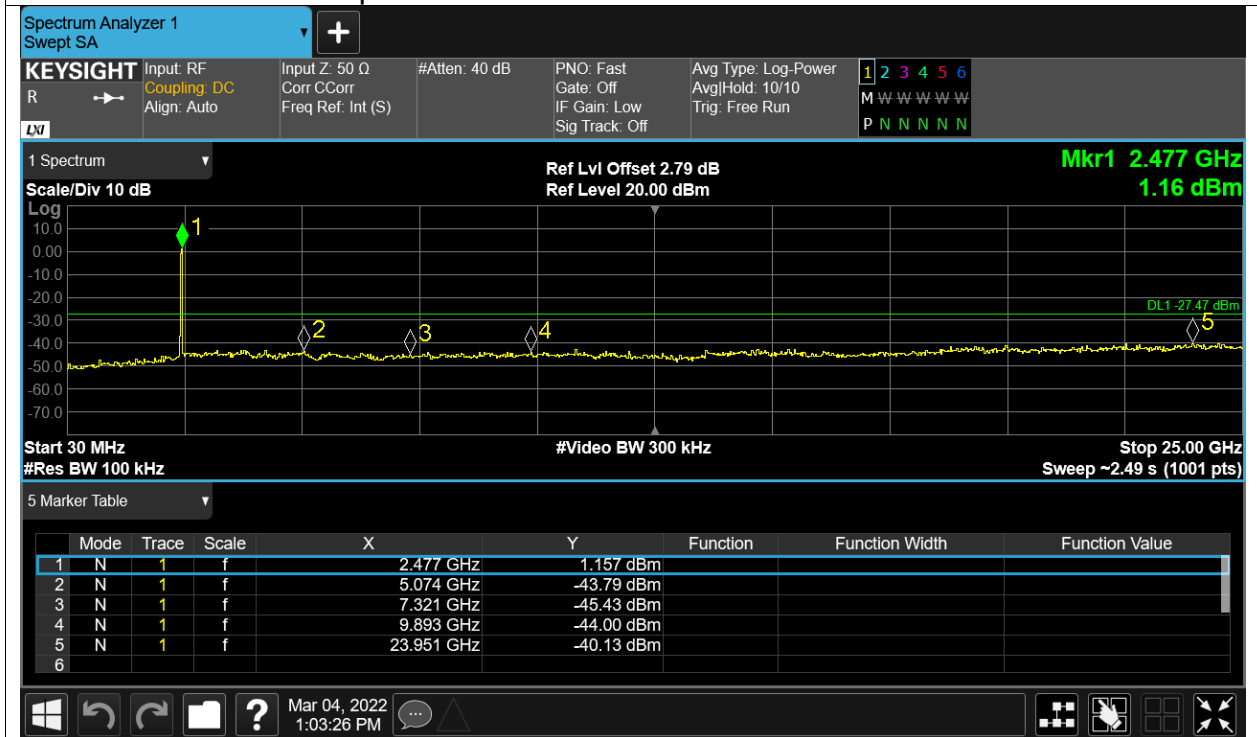 Spectrum Analyzer 1
Swept SA
KEYSIGHT Input: RF Input Z: 50 Ω #Atten: 40 dB PNO: Fast Avg Type: Log-Power 1 2 3 4 5 6
R Coupling: DC Corr CCorr Gate: Off Avg|Hold: 10/10 M W W W W W
Align: Auto Freq Ref: Int (S) IF Gain: Low Trig: Free Run
LXI Sig Track: Off P N N N N N N
1 Spectrum Ref Lvl Offset 2.79 dB Mkr1 2.477 GHz
Scale/Div 10 dB Ref Level 20.00 dBm 1.16 dBm
Log
10.0 1
0.00
-10.0
-20.0 DL1 -27.47 dBm
-30.0 2 3 4 5
-40.0
-50.0
-60.0
-70.0
Start 30 MHz #Video BW 300 kHz Stop 25.00 GHz
#Res BW 100 kHz Sweep ~2.49 s (1001 pts)
5 Marker Table
Mode Trace Scale X Y Function Function Width Function Value
1 N 1 f 2.477 GHz 1.157 dBm
2 N 1 f 5.074 GHz -43.79 dBm
3 N 1 f 7.321 GHz -45.43 dBm
4 N 1 f 9.893 GHz -44.00 dBm
5 N 1 f 23.951 GHz -40.13 dBm
6
? Mar 04, 2022
1:03:26 PM